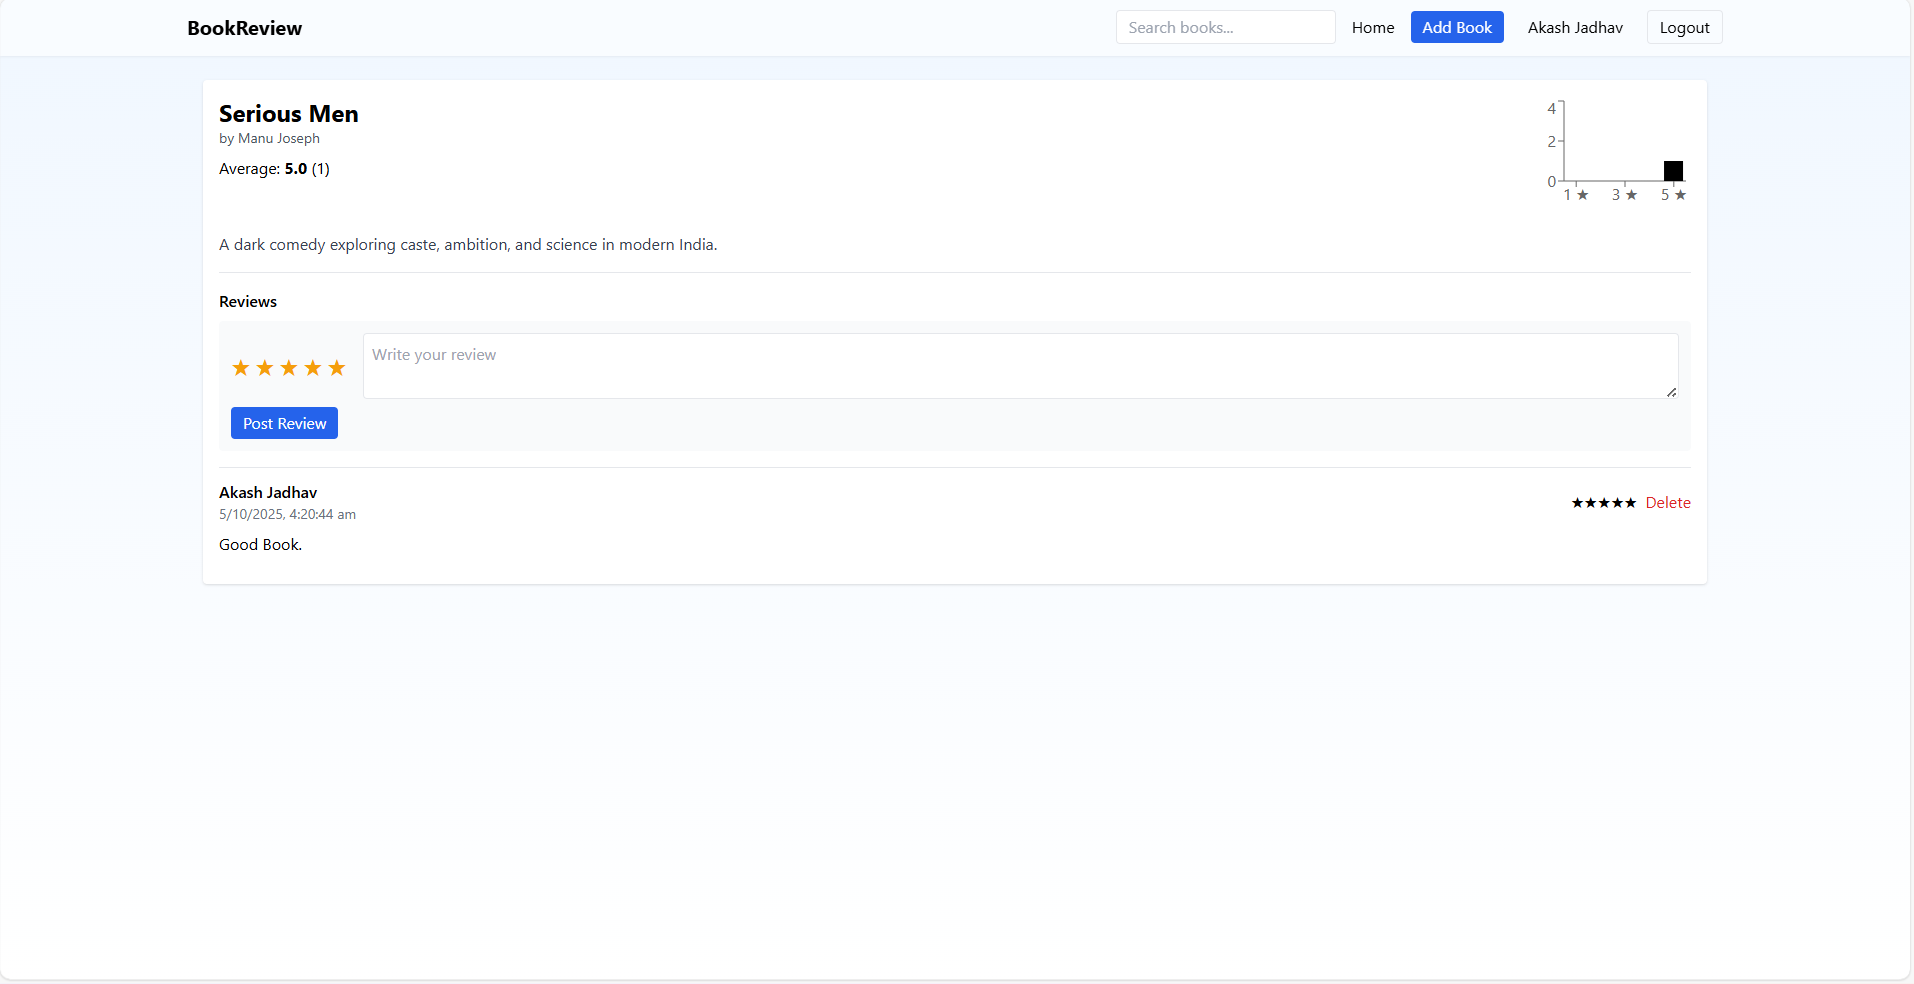 BookReview
Search books...
Home
Add Book
Akash Jadhav
Logout
Serious Men
by Manu Joseph
Average: 5.0 (1)
4
2
0
1 ★ 3 ★ 5 ★
A dark comedy exploring caste, ambition, and science in modern India.
Reviews
★ ★ ★ ★ ★
Write your review
Post Review
Akash Jadhav
5/10/2025, 4:20:44 am
★★★★★ Delete
Good Book.